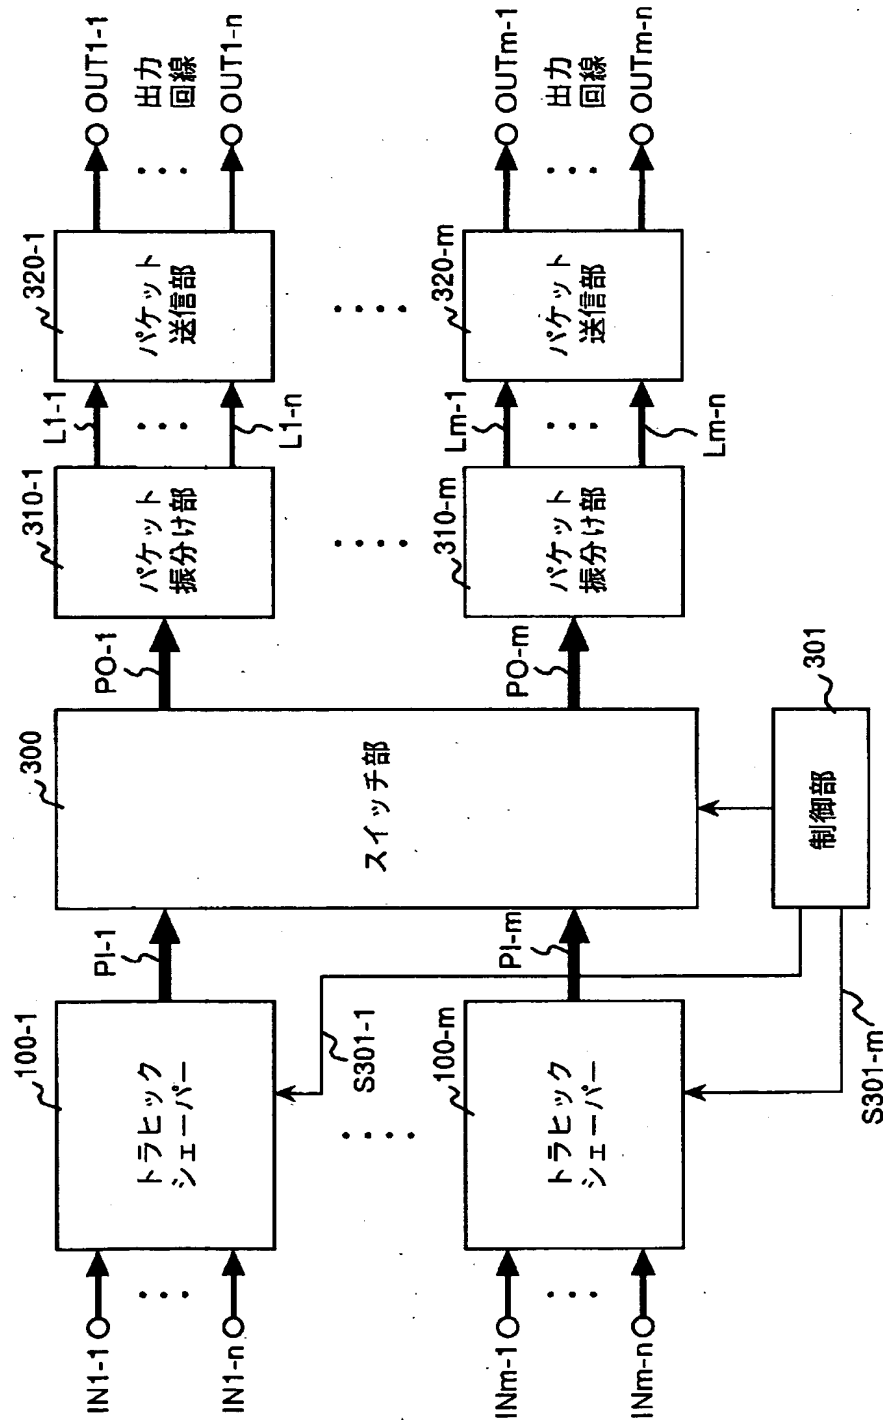 IN1-1
IN1-n
INm-1
INm-n
100-1
トラヒック
シェーパー
100-m
トラヒック
シェーパー
PI-1
PI-m
S301-1
S301-m
300
スイッチ部
301
制御部
PO-1
PO-m
310-1
パケット
振分け部
310-m
パケット
振分け部
L1-1
L1-n
Lm-1
Lm-n
320-1
パケット
送信部
320-m
パケット
送信部
OUT1-1
出力
回線
OUT1-n
OUTm-1
出力
回線
OUTm-n